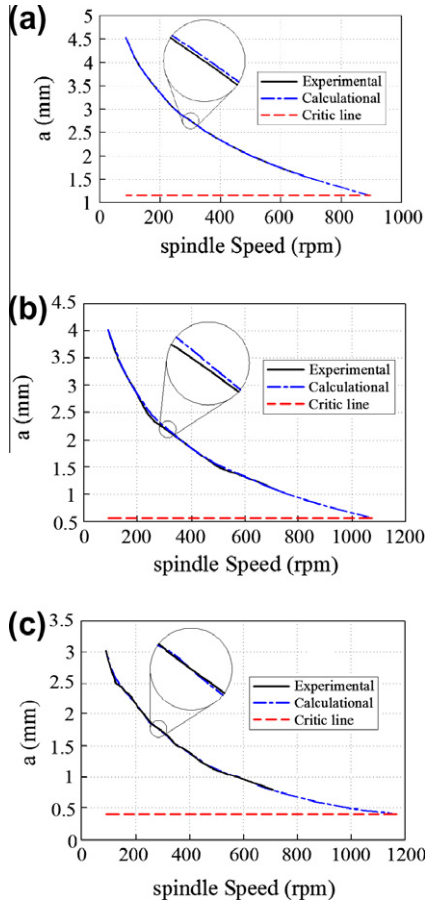 (a)
5
4.5
4
3.5
3
2.5
2
1.5
1
a (mm)
Experimental
Calculational
Critic line
0 200 400 600 800 1000
spindle Speed (rpm)
(b)
4.5
4
3.5
3
2.5
2
1.5
1
0.5
a (mm)
Experimental
Calculational
Critic line
0 200 400 600 800 1000 1200
spindle Speed (rpm)
(c)
3.5
3
2.5
2
1.5
1
0.5
0
a (mm)
Experimental
Calculational
Critic line
0 200 400 600 800 1000 1200
spindle Speed (rpm)